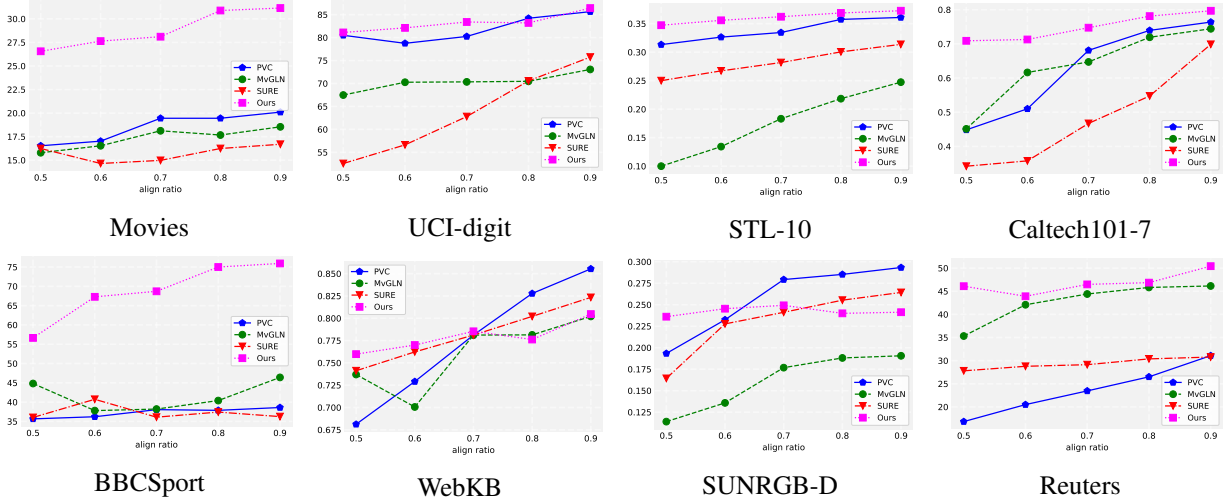 30.0
27.5
25.0
22.5
20.0
17.5
15.0
PVC
MvGLN
SURE
Ours
0.5 0.6 0.7 0.8 0.9
align ratio
Movies
85
80
75
70
65
60
55
PVC
MvGLN
SURE
Ours
0.5 0.6 0.7 0.8 0.9
align ratio
UCI-digit
0.35
0.30
0.25
0.20
0.15
0.10
PVC
MvGLN
SURE
Ours
0.5 0.6 0.7 0.8 0.9
align ratio
STL-10
0.8
0.7
0.6
0.5
0.4
PVC
MvGLN
SURE
Ours
0.5 0.6 0.7 0.8 0.9
align ratio
Caltech101-7
75
70
65
60
55
50
45
40
35
PVC
MvGLN
SURE
Ours
0.5 0.6 0.7 0.8 0.9
align ratio
BBCSport
0.850
0.825
0.800
0.775
0.750
0.725
0.700
0.675
PVC
MvGLN
SURE
Ours
0.5 0.6 0.7 0.8 0.9
align ratio
WebKB
0.300
0.275
0.250
0.225
0.200
0.175
0.150
0.125
PVC
MvGLN
SURE
Ours
0.5 0.6 0.7 0.8 0.9
align ratio
SUNRGB-D
50
45
40
35
30
25
20
PVC
MvGLN
SURE
Ours
0.5 0.6 0.7 0.8 0.9
align ratio
Reuters